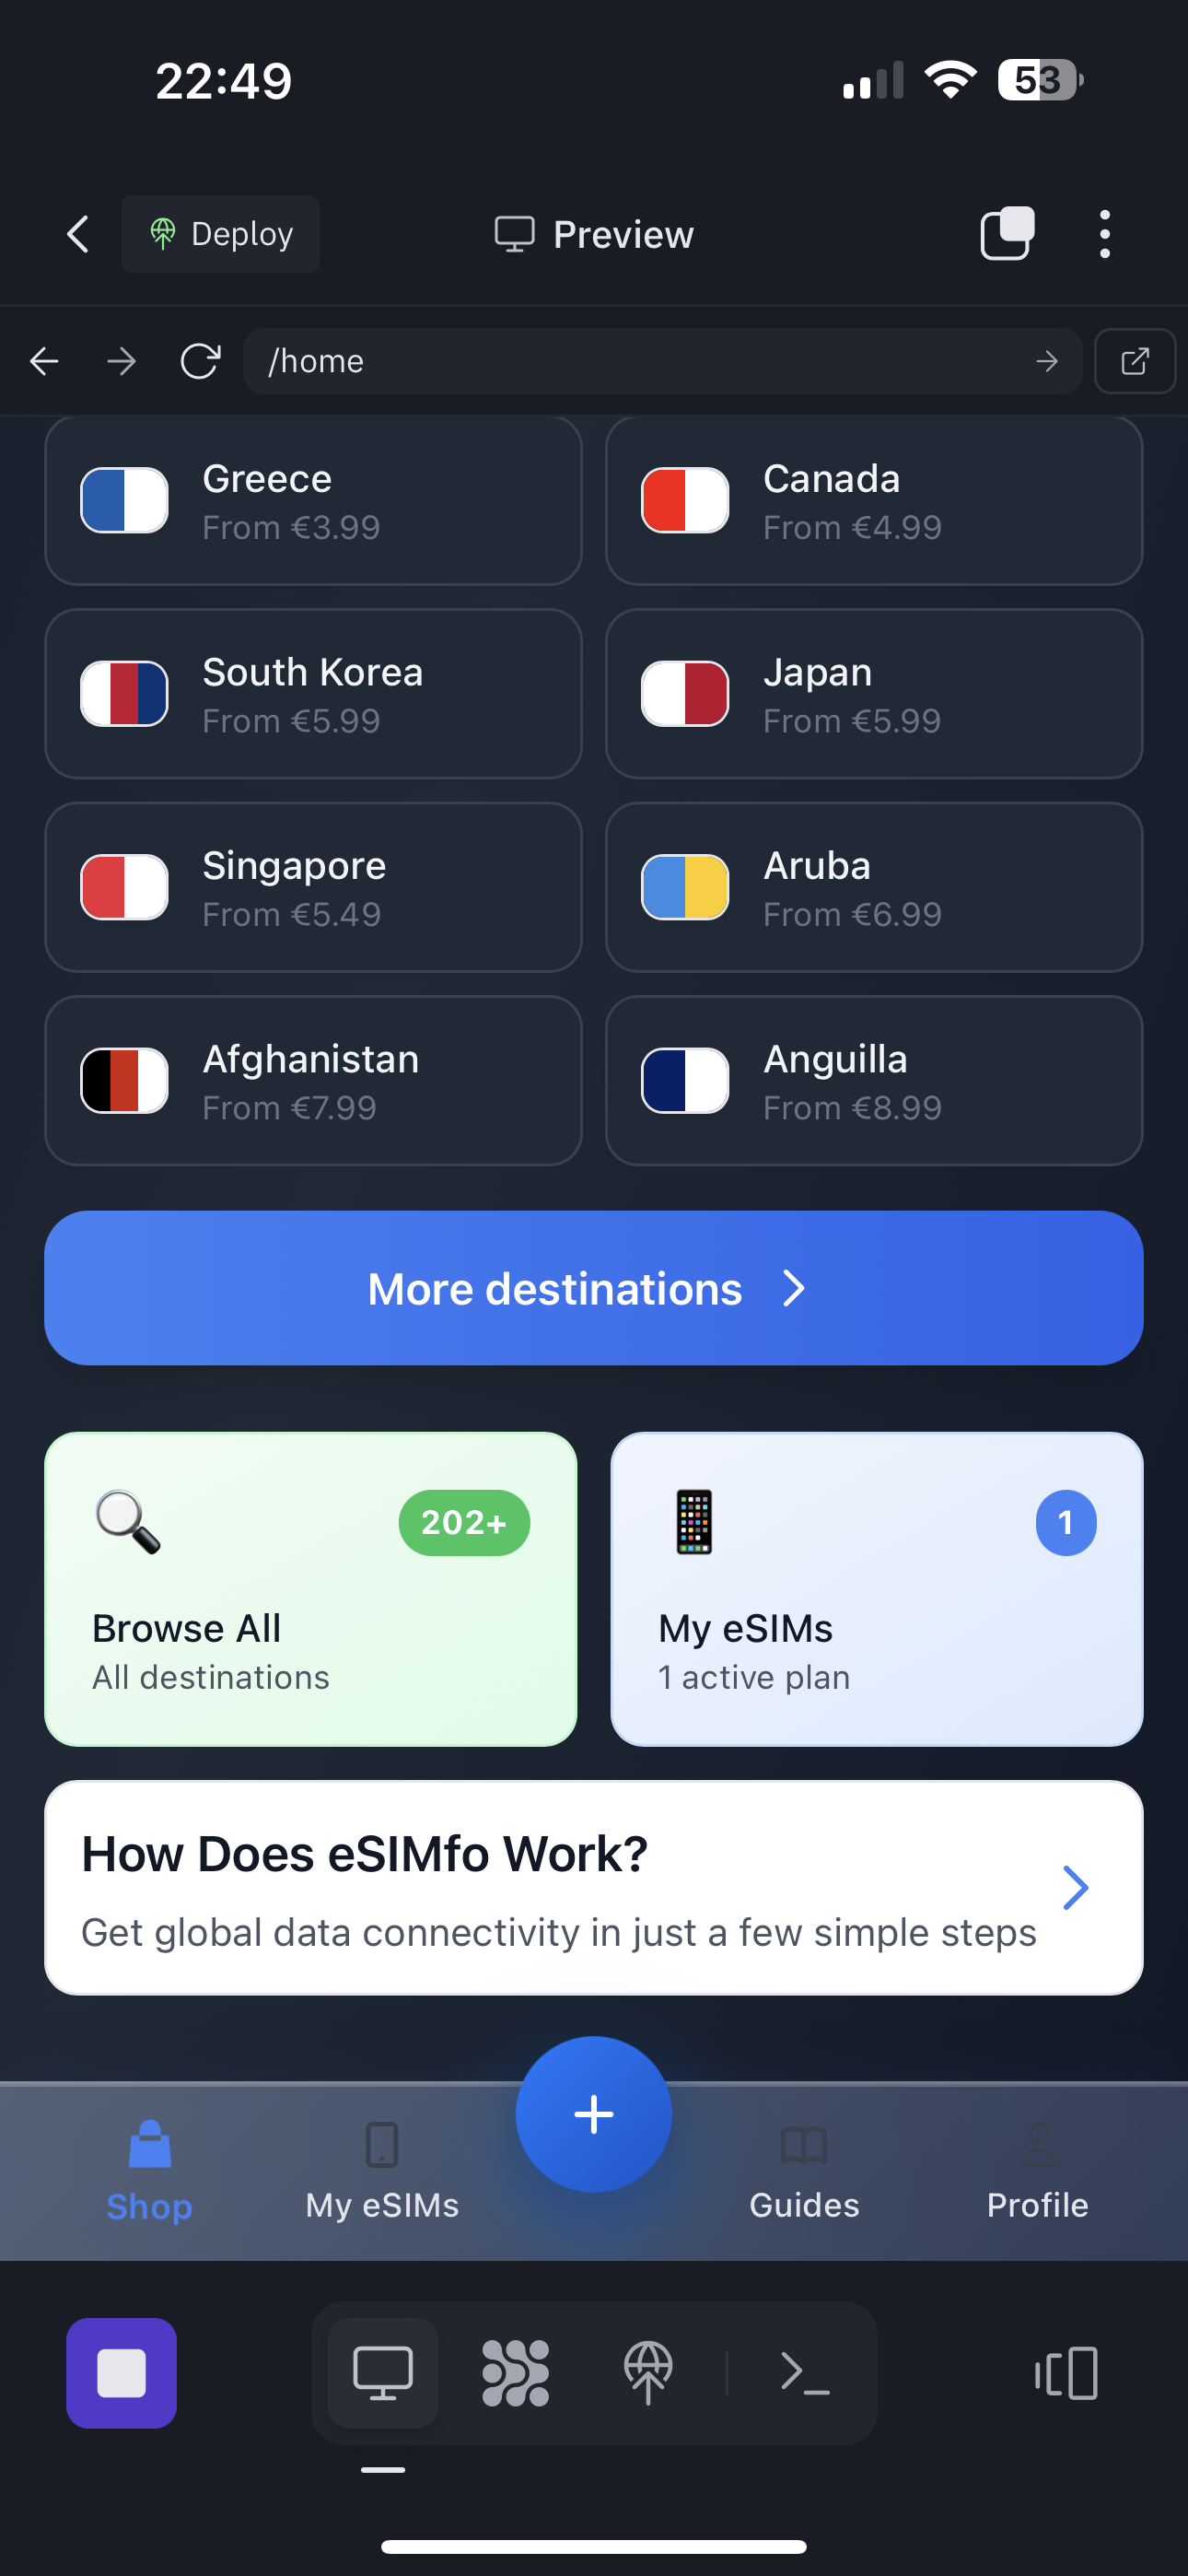 22:49
53
Deploy
Preview
/home
Greece
From €3.99
Canada
From €4.99
South Korea
From €5.99
Japan
From €5.99
Singapore
From €5.49
Aruba
From €6.99
Afghanistan
From €7.99
Anguilla
From €8.99
More destinations
202+
Browse All
All destinations
1
My eSIMs
1 active plan
How Does eSIMfo Work?
Get global data connectivity in just a few simple steps
Shop
My eSIMs
Guides
Profile